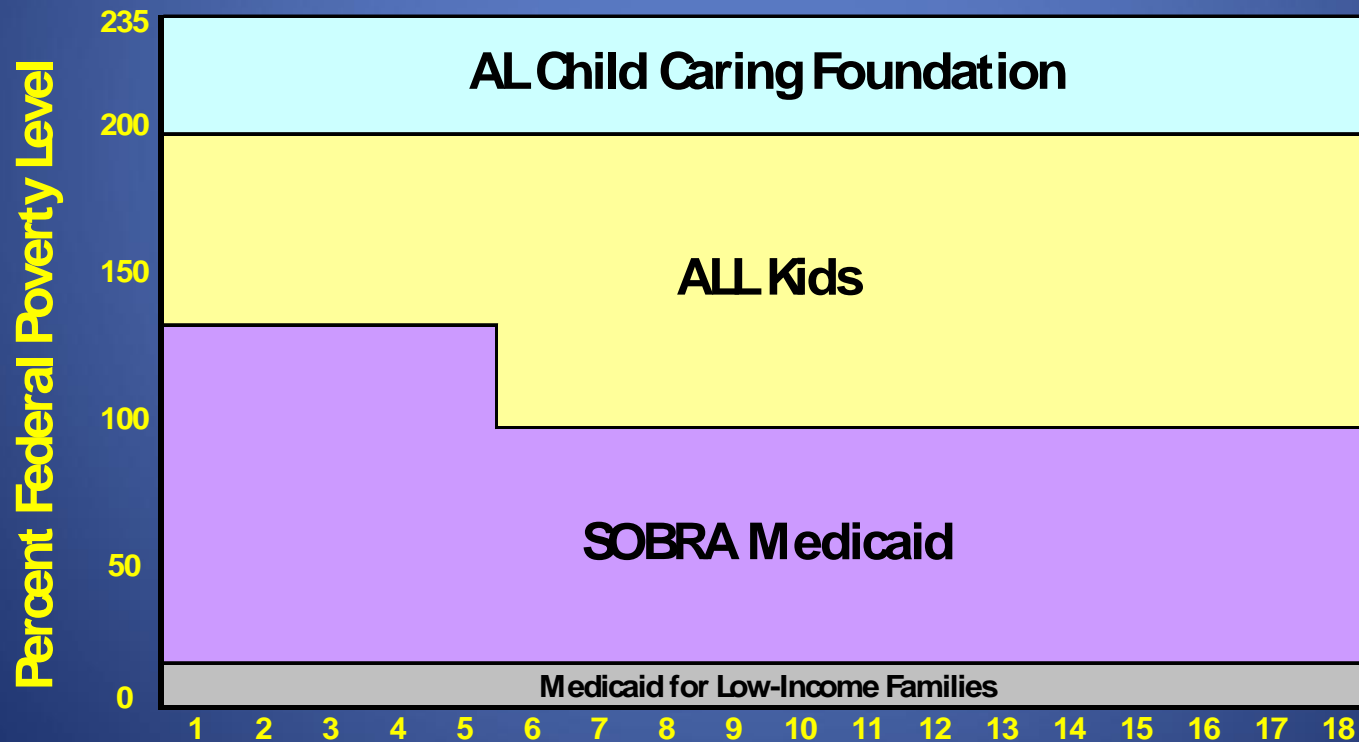 Percent Federal Poverty Level
235
AL Child Caring Foundation
200
150
ALL Kids
100
SOBRA Medicaid
50
Medicaid for Low-Income Families
0
1 2 3 4 5 6 7 8 9 10 11 12 13 14 15 16 17 18